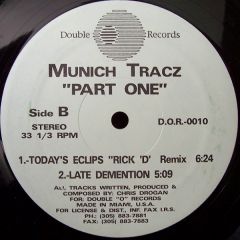 Double Records
MUNICH TRACZ
"PART ONE"
Side B
STEREO
33 1/3 RPM
D.O.R.-0010
1.-TODAY'S ECLIPS "RICK 'D' Remix 6:24
2.-LATE DEMENTION 5:09
ALL TRACKS WRITTEN, PRODUCED &
COMPOSED BY: CHRIS DROGAN
FOR: DOUBLE "O" RECORDS
MADE IN MIAMI, U.S.A.
FOR LICENSE & DIST., INF. FAX I.R.S.
PH: (305) 883-7881
FAX: (305) 883-7883